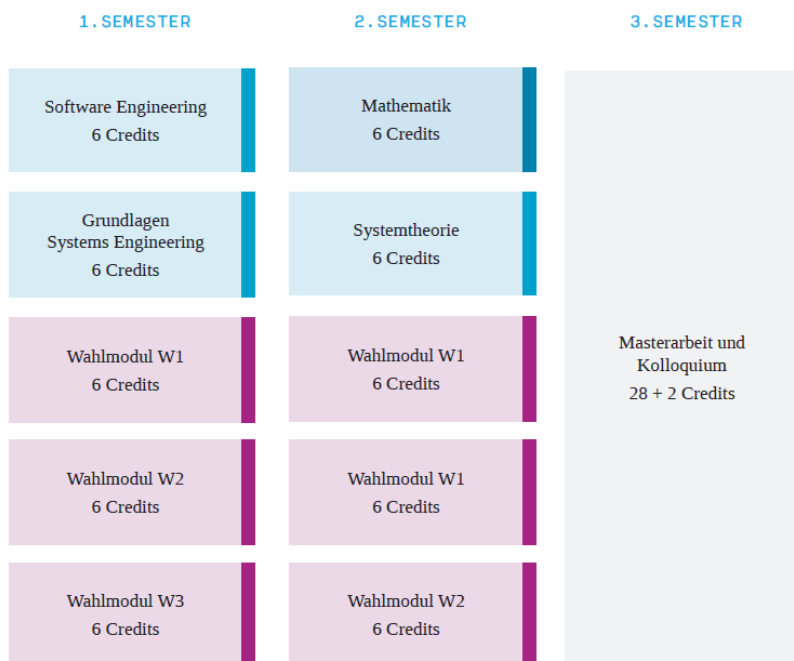 1.SEMESTER
2.SEMESTER
3.SEMESTER
Software Engineering
6 Credits
Grundlagen
Systems Engineering
6 Credits
Wahlmodul W1
6 Credits
Wahlmodul W2
6 Credits
Wahlmodul W3
6 Credits
Mathematik
6 Credits
Systemtheorie
6 Credits
Wahlmodul W1
6 Credits
Wahlmodul W1
6 Credits
Wahlmodul W2
6 Credits
Masterarbeit und
Kolloquium
28 + 2 Credits